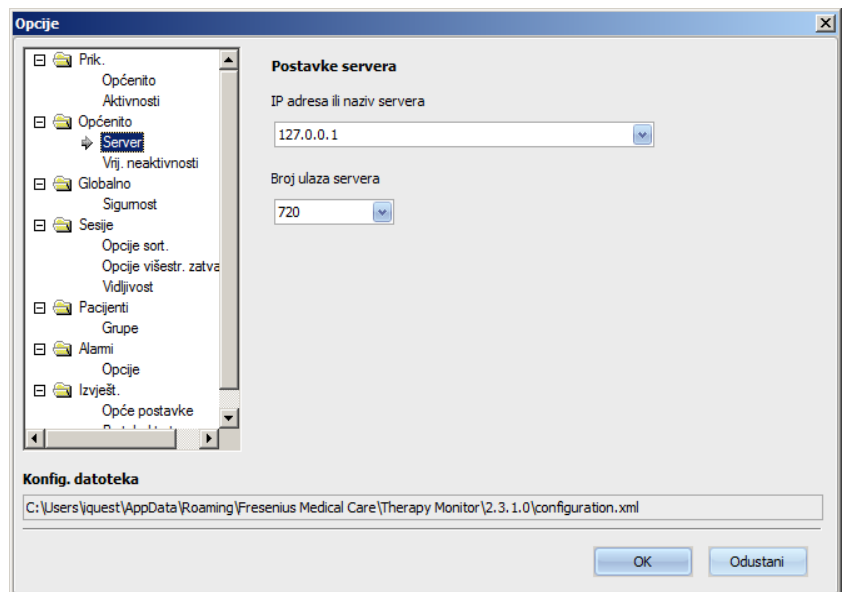 Opcije
Prik.
Općenito
Aktivnosti
Općenito
Server
Vrij. neaktivnosti
Globalno
Sigurnost
Sesije
Opcije sort.
Opcije višestr. zatva
Vidljivost
Pacijenti
Grupe
Alarmi
Opcije
Izvješt.
Opće postavke
Postavke servera
IP adresa ili naziv servera
127.0.0.1
Broj ulaza servera
720
Konfig. datoteka
C:\Users\jquest\AppData\Roaming\Fresenius Medical Care\Therapy Monitor\2.3.1.0\configuration.xml
OK Odustani